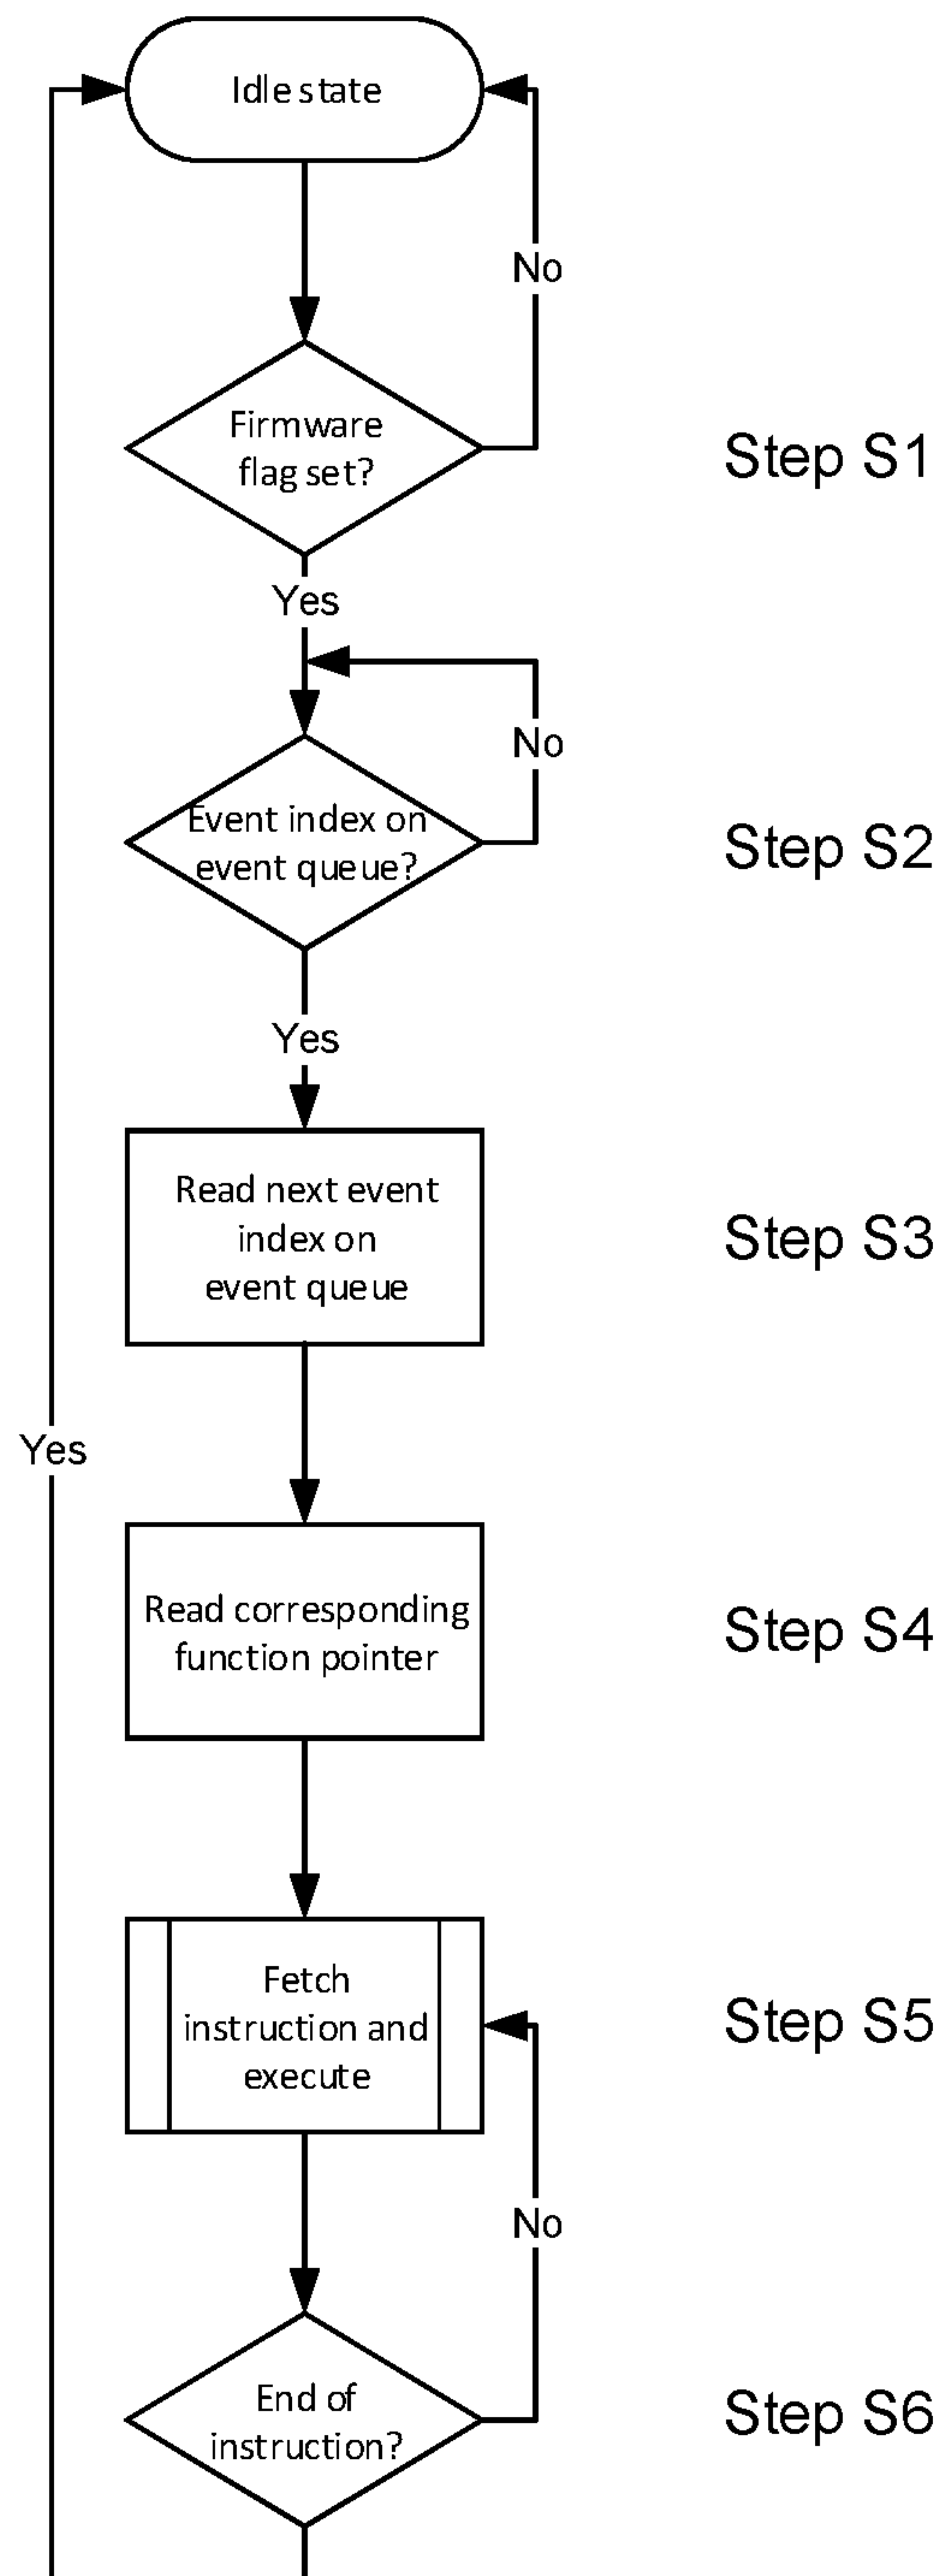 Idle state
No
Firmware
flag set?
Step S1
Yes
No
Event index on
event queue?
Step S2
Yes
Read next event
index on
event queue
Step S3
Yes
Read corresponding
function pointer
Step S4
Fetch
instruction and
execute
Step S5
No
End of
instruction?
Step S6